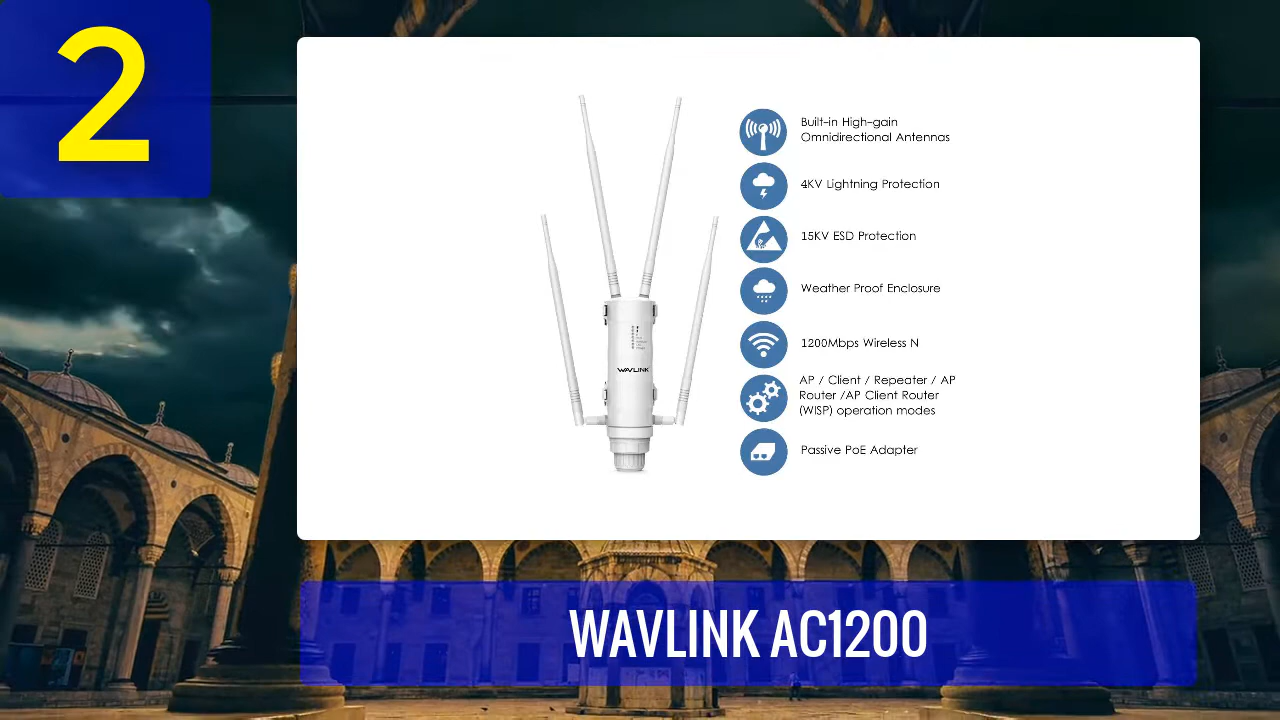 2
Built-in High-gain
Omnidirectional Antennas
4KV Lightning Protection
15KV ESD Protection
Weather Proof Enclosure
1200Mbps Wireless N
AP / Client / Repeater / AP
Router /AP Client Router
(WISP) operation modes
Passive PoE Adapter
WAVLINK
WAVLINK AC1200